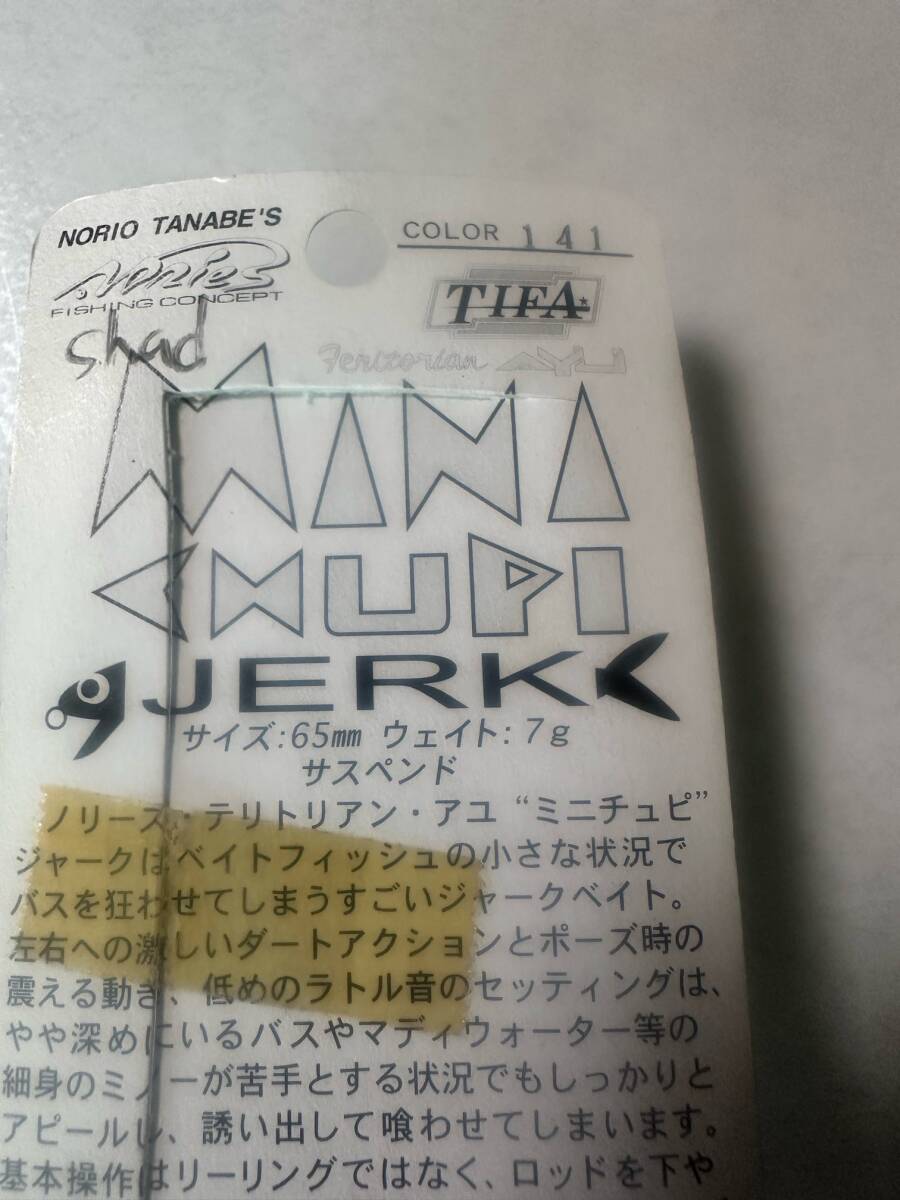 NORIO TANABE'S
COLOR 141
Nories
FISHING CONCEPT
TIFA
shad
Teritorian AYU
MINI
CHUPI
JERK
サイズ:65mm ウェイト:7g
サスペンド
ノリーズ・テリトリアン・アユ“ミニチュピ”
ジャークはベイトフィッシュの小さな状況で
バスを狂わせてしまうすごいジャークベイト。
左右への激しいダートアクションとポーズ時の
震える動き、低めのラトル音のセッティングは、
やや深めにいるバスやマディウォーター等の
細身のミノーが苦手とする状況でもしっかりと
アピールし、誘い出して喰わせてしまいます。
基本操作はリーリングではなく、ロッドを下や